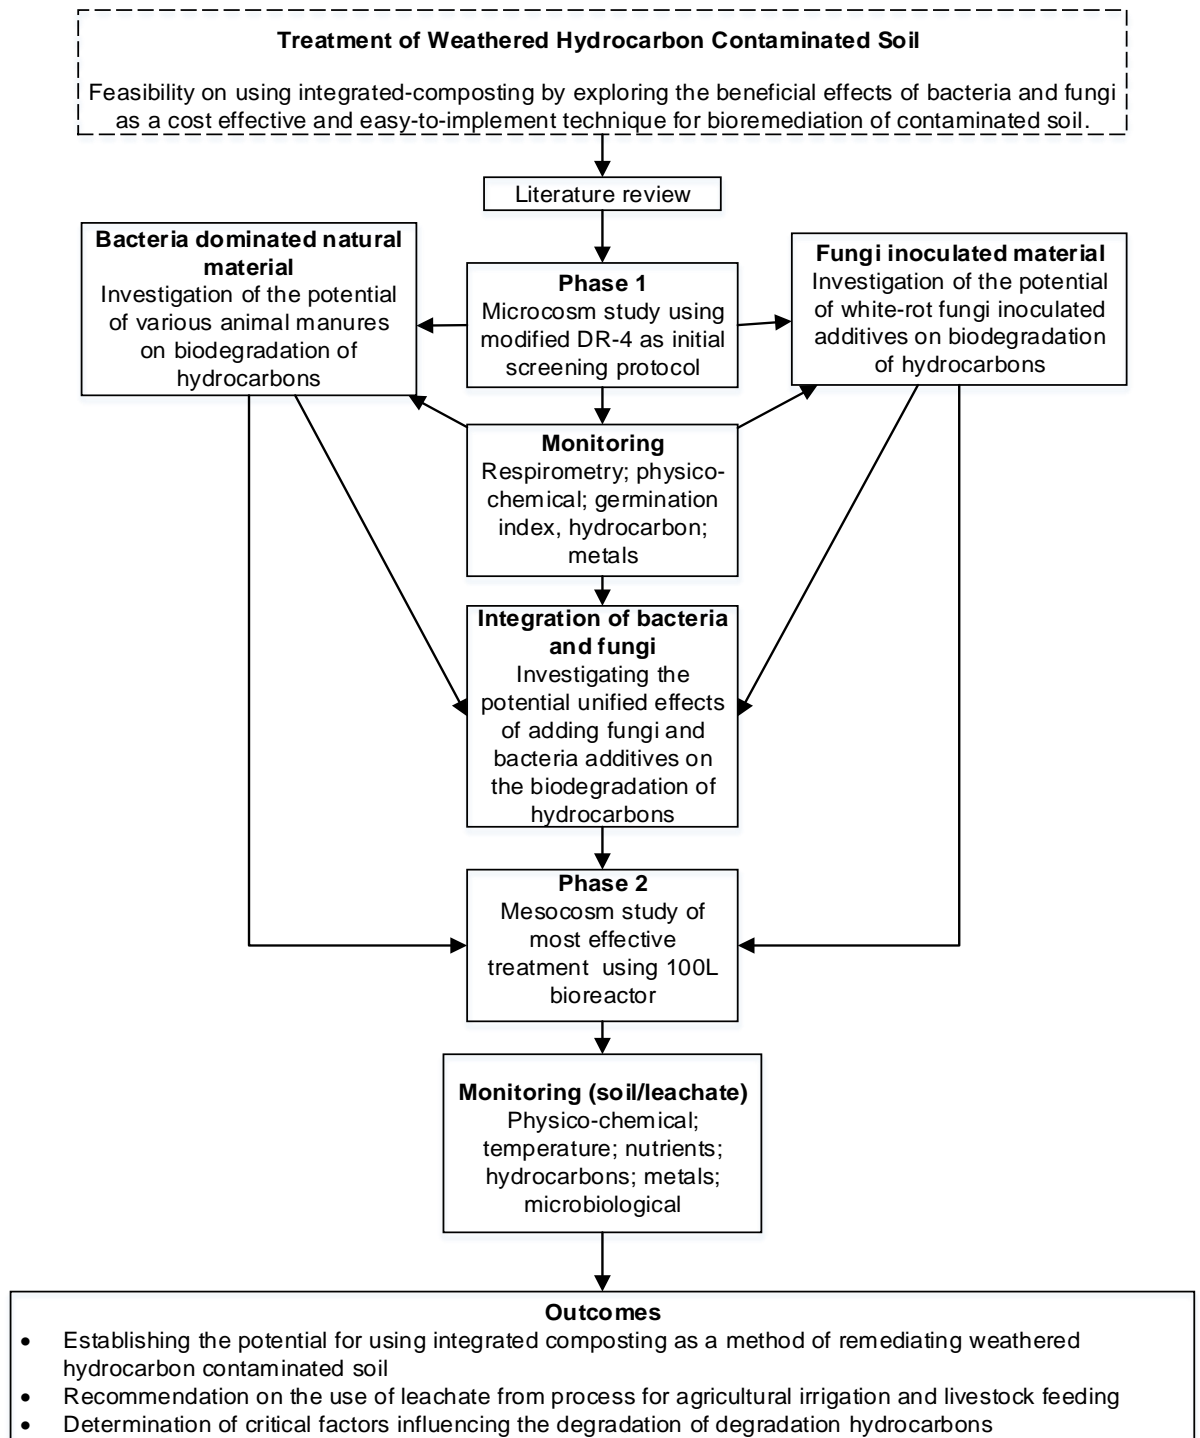 Treatment of Weathered Hydrocarbon Contaminated Soil
Feasibility on using integrated-composting by exploring the beneficial effects of bacteria and fungi
as a cost effective and easy-to-implement technique for bioremediation of contaminated soil.
Literature review
Bacteria dominated natural
material
Investigation of the potential
of various animal manures
on biodegradation of
hydrocarbons
Phase 1
Microcosm study using
modified DR-4 as initial
screening protocol
Fungi inoculated material
Investigation of the potential
of white-rot fungi inoculated
additives on biodegradation
of hydrocarbons
Monitoring
Respirometry; physico-
chemical; germination
index, hydrocarbon;
metals
Integration of bacteria
and fungi
Investigating the
potential unified effects
of adding fungi and
bacteria additives on
the biodegradation of
hydrocarbons
Phase 2
Mesocosm study of
most effective
treatment using 100L
bioreactor
Monitoring (soil/leachate)
Physico-chemical;
temperature; nutrients;
hydrocarbons; metals;
microbiological
Outcomes
• Establishing the potential for using integrated composting as a method of remediating weathered
hydrocarbon contaminated soil
• Recommendation on the use of leachate from process for agricultural irrigation and livestock feeding
• Determination of critical factors influencing the degradation of degradation hydrocarbons